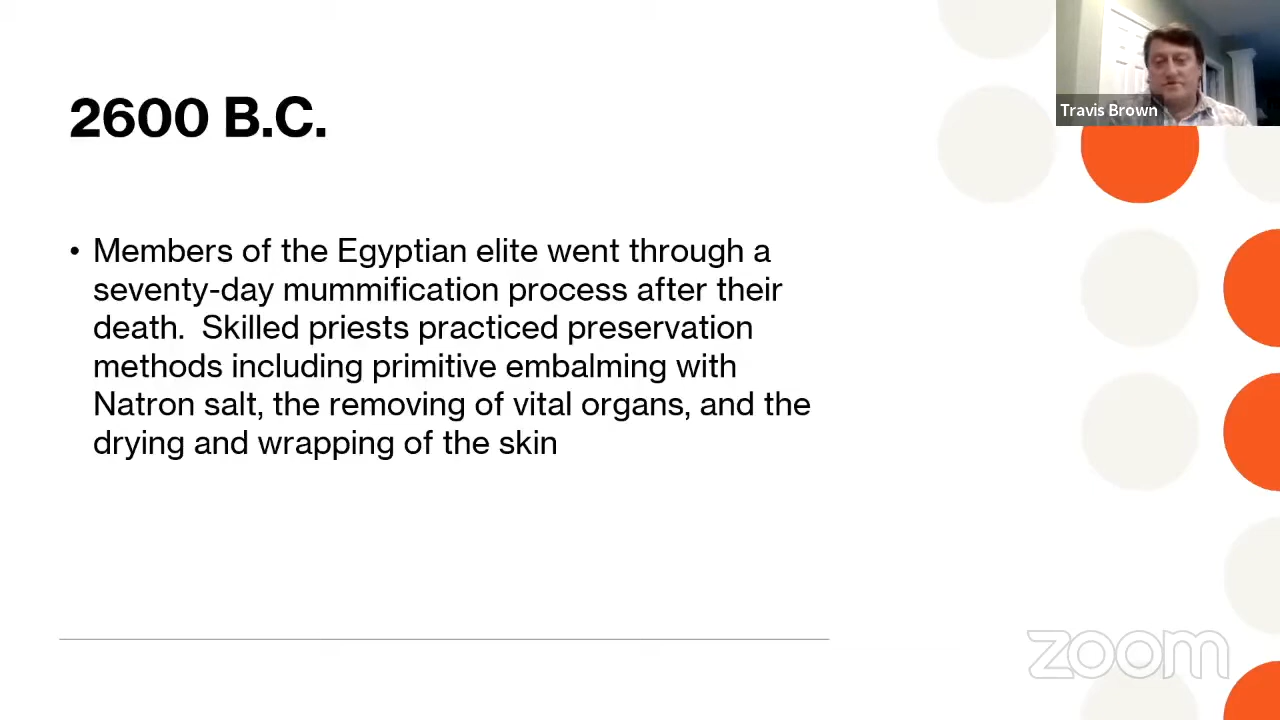 2600 B.C.
Travis Brown
• Members of the Egyptian elite went through a
seventy-day mummification process after their
death.  Skilled priests practiced preservation
methods including primitive embalming with
Natron salt, the removing of vital organs, and the
drying and wrapping of the skin
zoom